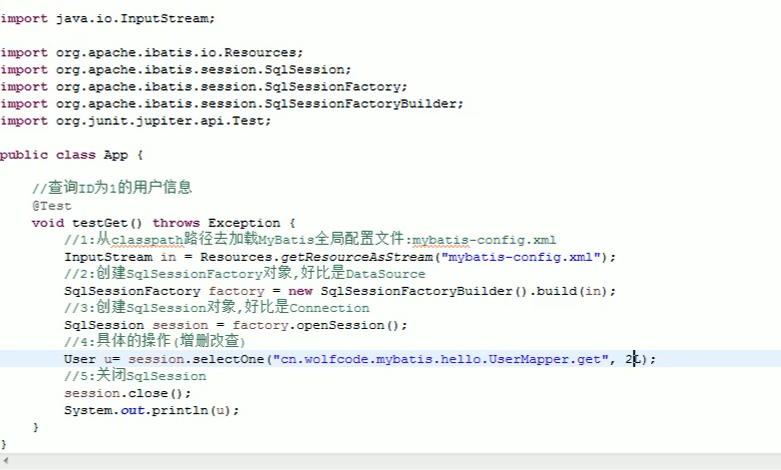 import java.io.InputStream;
import org.apache.ibatis.io.Resources;
import org.apache.ibatis.session.SqlSession;
import org.apache.ibatis.session.SqlSessionFactory;
import org.apache.ibatis.session.SqlSessionFactoryBuilder;
import org.junit.jupiter.api.Test;
public class App {
//查询ID为1的用户信息
@Test
void testGet() throws Exception {
//1:从classpath路径去加载MyBatis全局配置文件:mybatis-config.xml
InputStream in = Resources.getResourceAsStream("mybatis-config.xml");
//2:创建SqlSessionFactory对象,好比是DataSource
SqlSessionFactory factory = new SqlSessionFactoryBuilder().build(in);
//3:创建SqlSession对象,好比是Connection
SqlSession session = factory.openSession();
//4:具体的操作(增删改查)
User u= session.selectOne("cn.wolfcode.mybatis.hello.UserMapper.get", 2L);
//5:关闭SqlSession
session.close();
System.out.println(u);
}
}